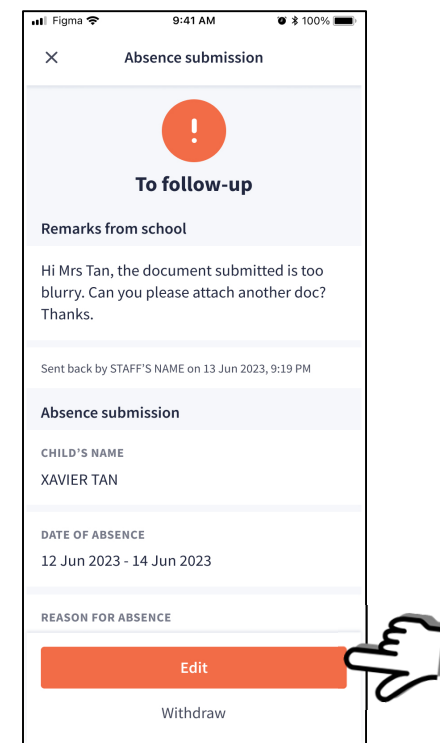 Figma 9:41 AM 100%
Absence submission
!
To follow-up
Remarks from school
Hi Mrs Tan, the document submitted is too
blurry. Can you please attach another doc?
Thanks.
Sent back by STAFF'S NAME on 13 Jun 2023, 9:19 PM
Absence submission
CHILD'S NAME
XAVIER TAN
DATE OF ABSENCE
12 Jun 2023 - 14 Jun 2023
REASON FOR ABSENCE
Edit
Withdraw